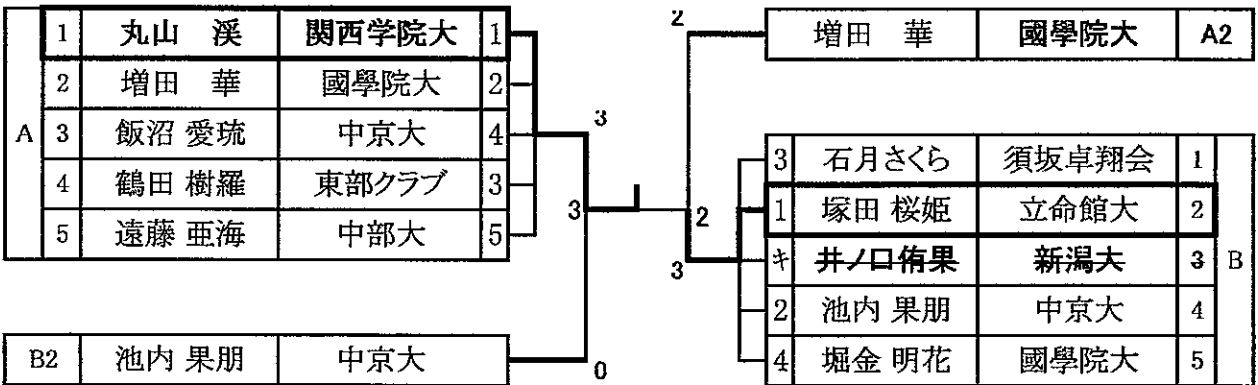 A
1 丸山 溪 関西学院大 1
2 増田 華 國學院大 2
3 飯沼 愛琉 中京大 4
4 鶴田 樹羅 東部クラブ 3
5 遠藤 亜海 中部大 5
B2 池内 果朋 中京大
3
3
0
2
2
3
増田 華 國學院大 A2
3 石月さくら 須坂卓翔会 1
1 塚田 桜姫 立命館大 2
キ 井ノ口侑果 新潟大 3
2 池内 果朋 中京大 4
4 堀金 明花 國學院大 5
B